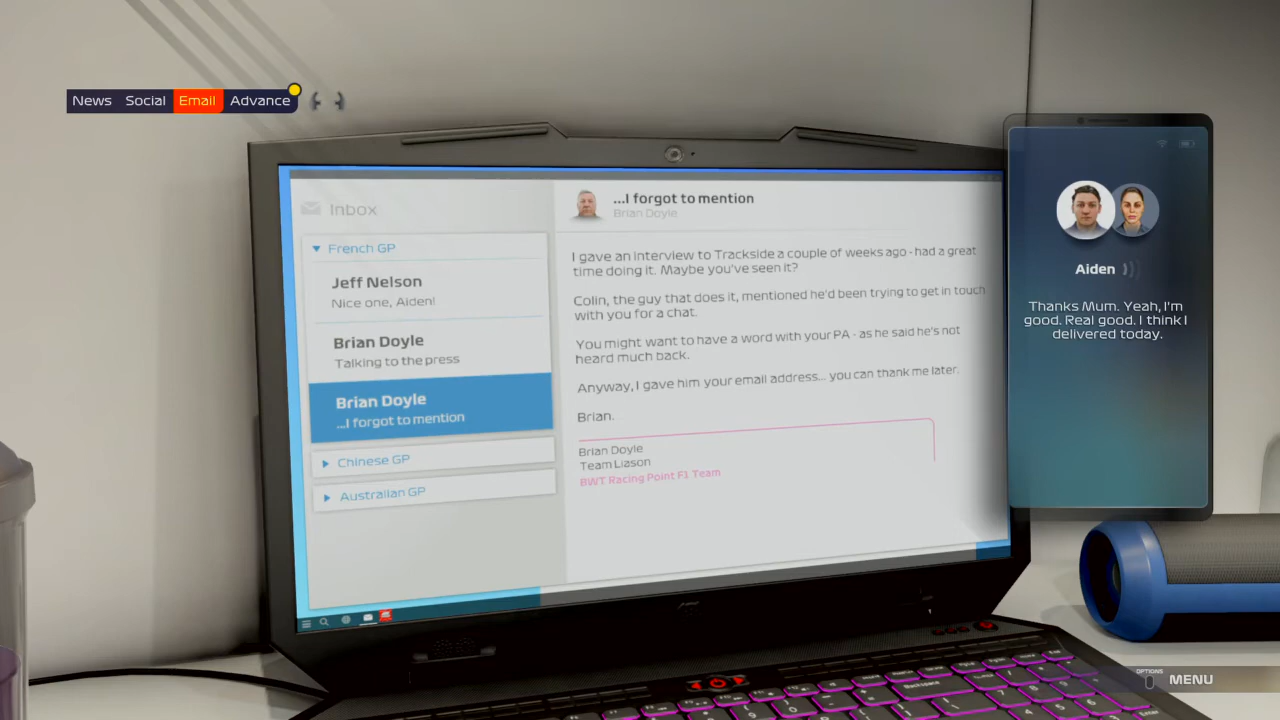 News Social Email Advance
Inbox
French GP
Jeff Nelson
Nice one, Aiden!
Brian Doyle
Talking to the press
Brian Doyle
...I forgot to mention
Chinese GP
Australian GP
...I forgot to mention
Brian Doyle
I gave an interview to Trackside a couple of weeks ago - had a great
time doing it. Maybe you've seen it?
Colin, the guy that does it, mentioned he'd been trying to get in touch
with you for a chat.
You might want to have a word with your PA - as he said he's not
heard much back.
Anyway, I gave him your email address... you can thank me later.
Brian.
Brian Doyle
Team Liason
BWT Racing Point F1 Team
Aiden
Thanks Mum. Yeah, I'm
good. Real good. I think I
delivered today.
OPTIONS
MENU
Backspace